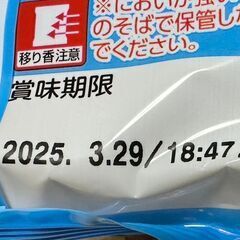 ※においが強い
のそばで保管した
でください。
移り香注意
賞味期限
2025. 3.29/18:47